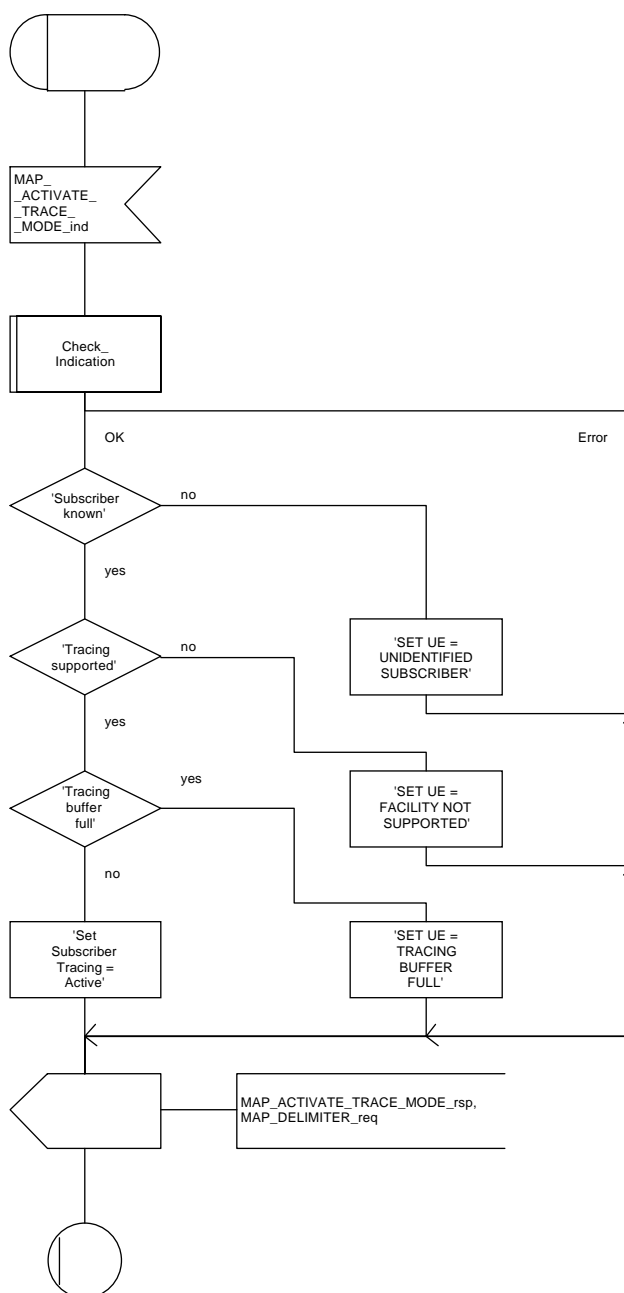 MAP_
_ACTIVATE_
_TRACE_
_MODE_ind
Check_
Indication
OK
Error
'Subscriber
known'
no
yes
'Tracing
supported'
no
'SET UE =
UNIDENTIFIED
SUBSCRIBER'
yes
'Tracing
buffer
full'
yes
'SET UE =
FACILITY NOT
SUPPORTED'
no
'Set
Subscriber
Tracing =
Active'
'SET UE =
TRACING
BUFFER
FULL'
MAP_ACTIVATE_TRACE_MODE_rsp,
MAP_DELIMITER_req